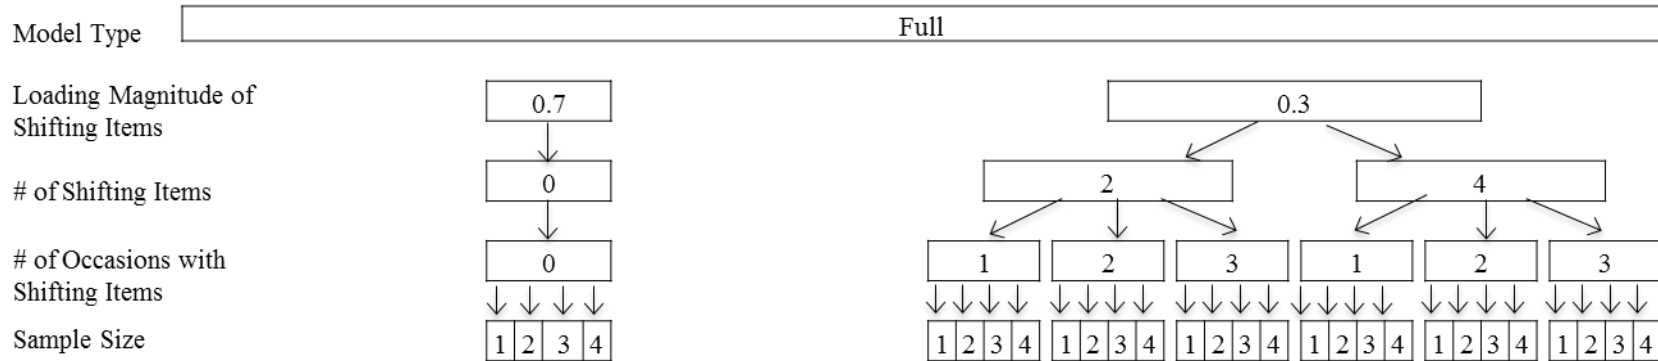 Model Type Full
Loading Magnitude of
Shifting Items 0.7 0.3
# of Shifting Items 0 2 4
# of Occasions with
Shifting Items 0 1 2 3 1 2 3
Sample Size 1 2 3 4 1 2 3 4 1 2 3 4 1 2 3 4 1 2 3 4 1 2 3 4 1 2 3 4